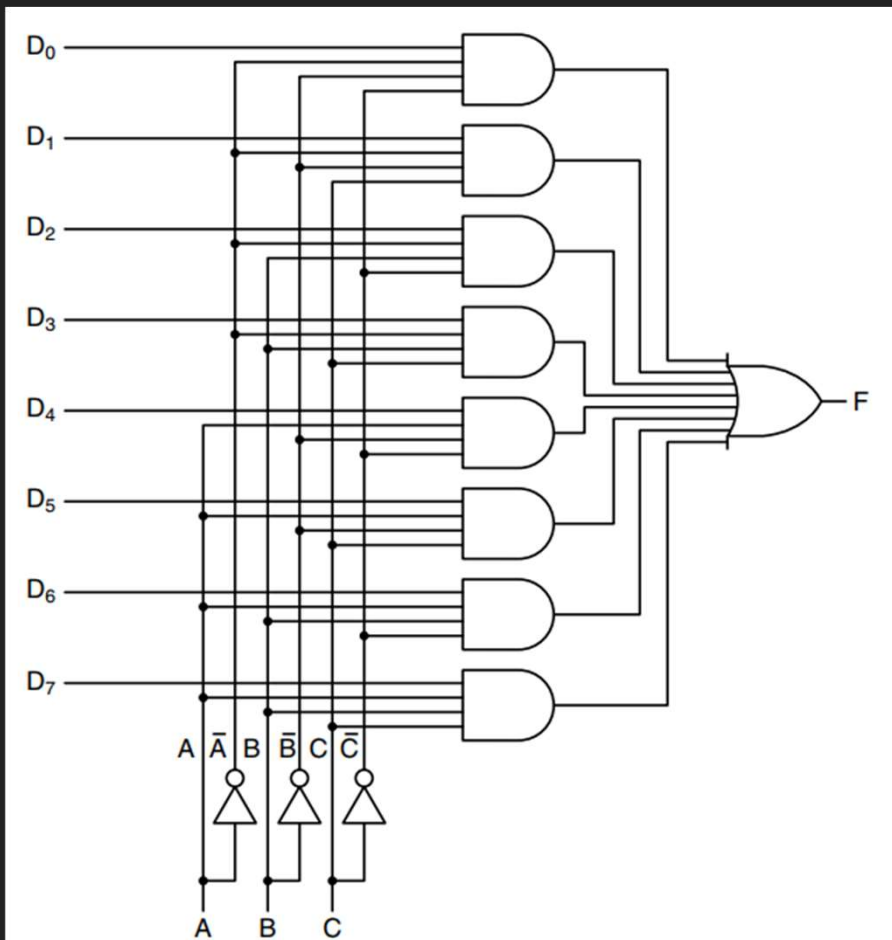 D₀
D₁
D₂
D₃
D₄
F
D₅
D₆
D₇
A A̅ B B̅ C C̅
A B C